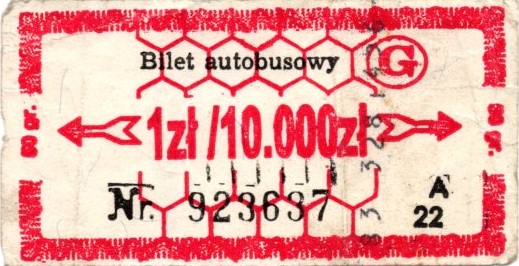 Bilet autobusowy G
1zł/10.000zł
Nr. 923637
A
22